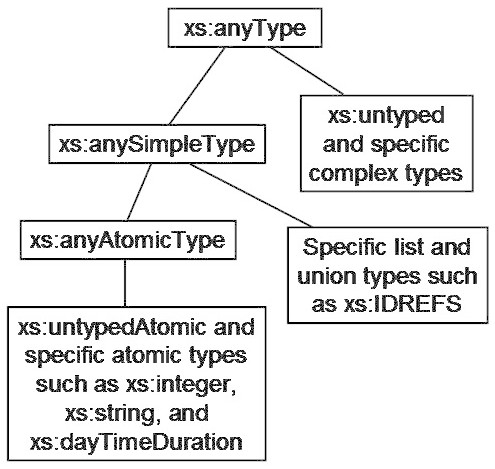 xs:anyType
xs:untyped
and specific
complex types
xs:anySimpleType
xs:anyAtomicType
Specific list and
union types such
as xs:IDREFS
xs:untypedAtomic and
specific atomic types
such as xs:integer,
xs:string, and
xs:dayTimeDuration